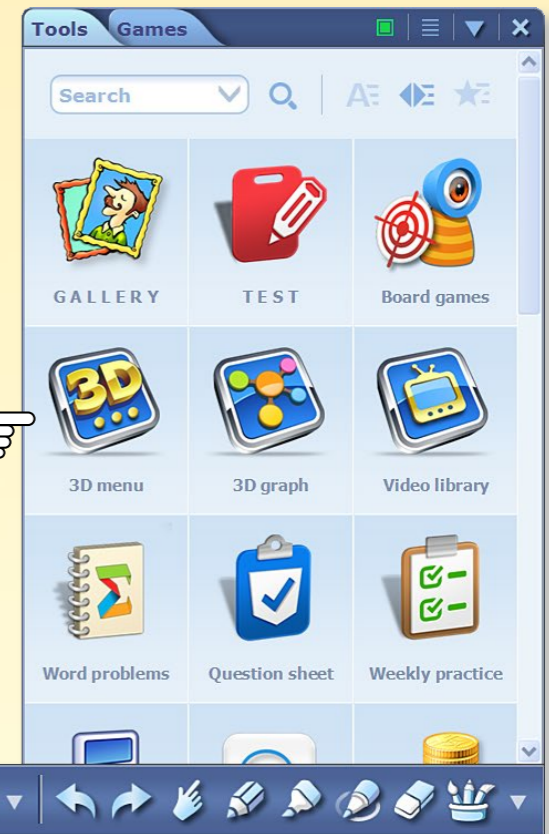 Tools Games
Search
A
GALLERY TEST Board games
3D
3D menu 3D graph Video library
Σ
Word problems Question sheet Weekly practice